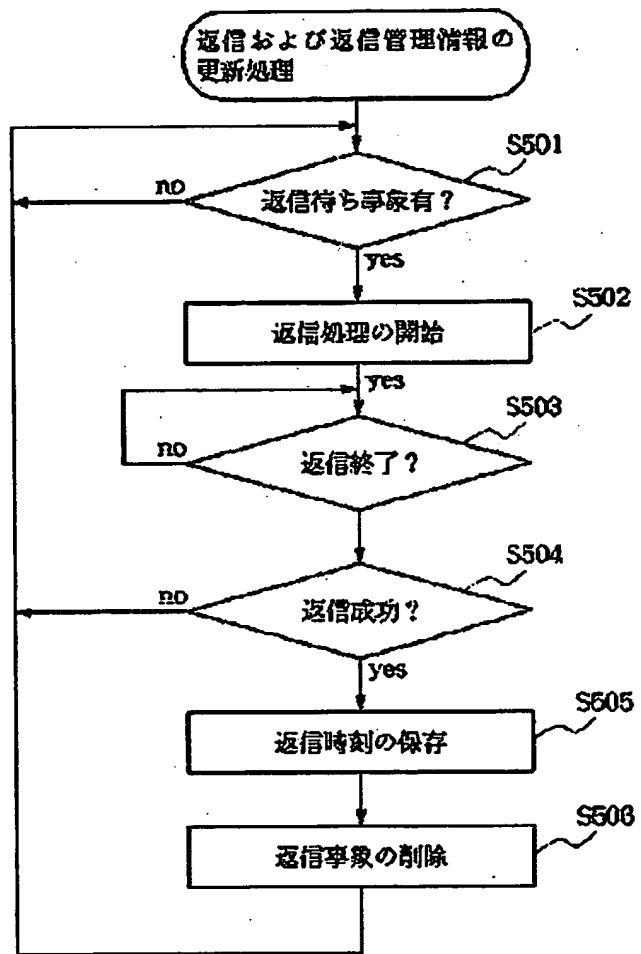 返信および返信管理情報の
更新処理
S501
no
返信待ち事象有?
yes
S502
返信処理の開始
yes
S503
no
返信終了?
S504
no
返信成功?
yes
S505
返信時刻の保存
S506
返信事象の削除